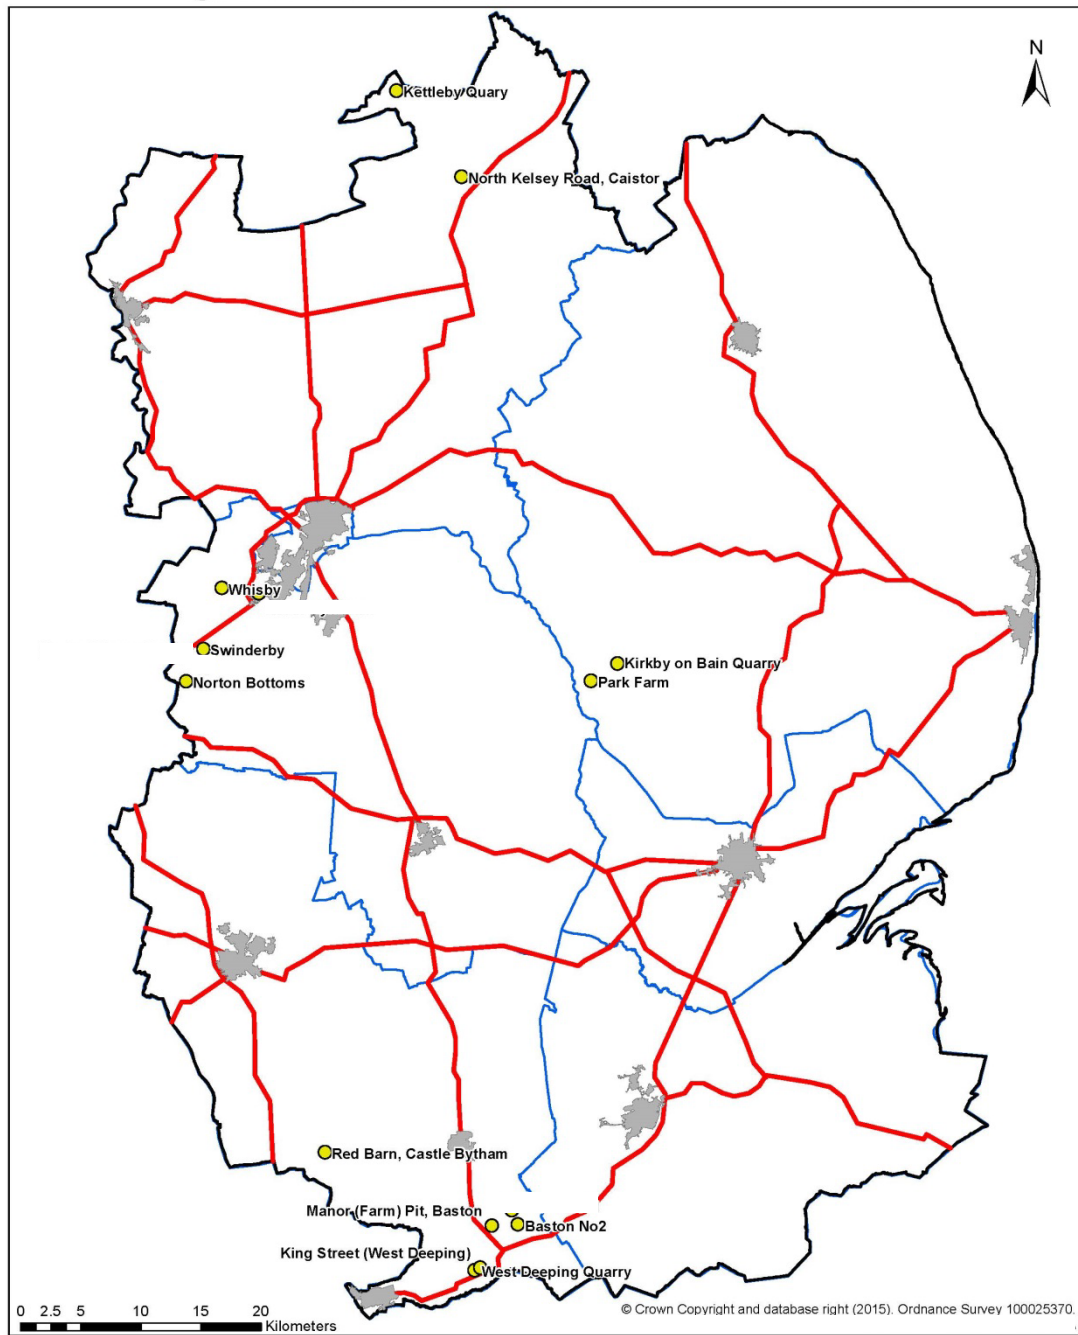 N
Kettleby Quary
North Kelsey Road, Caistor
Whisby
Swinderby
Norton Bottoms
Kirkby on Bain Quarry
Park Farm
Red Barn, Castle Bytham
Manor (Farm) Pit, Baston
Baston No2
King Street (West Deeping)
West Deeping Quarry
0 2.5 5 10 15 20
Kilometers
© Crown Copyright and database right (2015). Ordnance Survey 100025370.